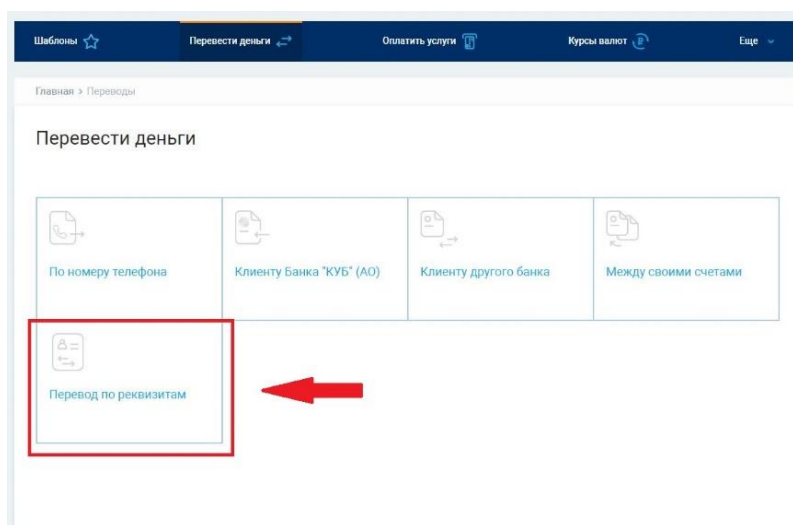 Шаблоны Перевести деньги Оплатить услуги Курсы валют Еще
Главная > Переводы
Перевести деньги
По номеру телефона Клиенту Банка "КУБ" (АО) Клиенту другого банка Между своими счетами
Перевод по реквизитам